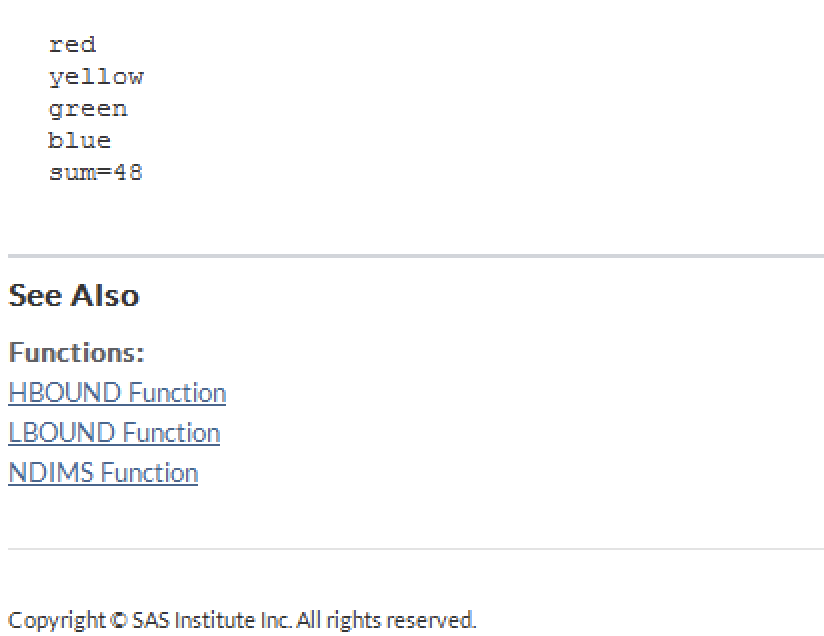 red
yellow
green
blue
sum=48
See Also
Functions:
HBOUND Function
LBOUND Function
NDIMS Function
Copyright © SAS Institute Inc. All rights reserved.